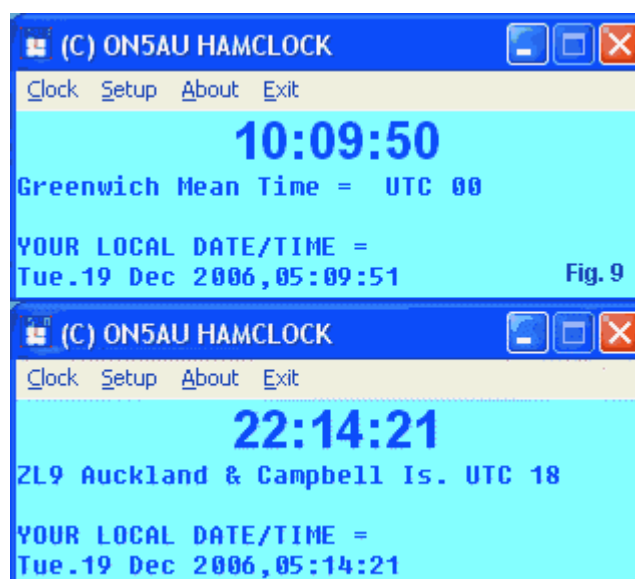 (C) ON5AU HAMCLOCK
Clock Setup About Exit
10:09:50
Greenwich Mean Time = UTC 00
YOUR LOCAL DATE/TIME =
Tue.19 Dec 2006,05:09:51
Fig. 9
(C) ON5AU HAMCLOCK
Clock Setup About Exit
22:14:21
ZL9 Auckland & Campbell Is. UTC 18
YOUR LOCAL DATE/TIME =
Tue.19 Dec 2006,05:14:21